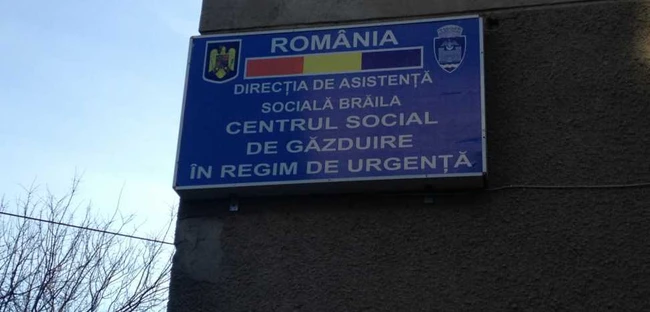 ROMÂNIA
DIRECȚIA DE ASISTENȚĂ
SOCIALĂ BRĂILA
CENTRUL SOCIAL
DE GĂZDUIRE
ÎN REGIM DE URGENȚĂ